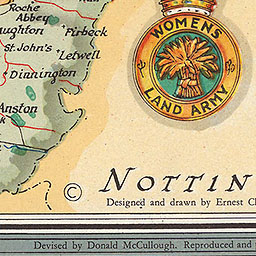 Roche
Abbey
Firbeck
St. John's
Letwell
Dinnington
Anston
WOMENS
LAND ARMY
©
NOTTIN
Designed and drawn by Ernest Cl
Devised by Donald McCullough. Reproduced and